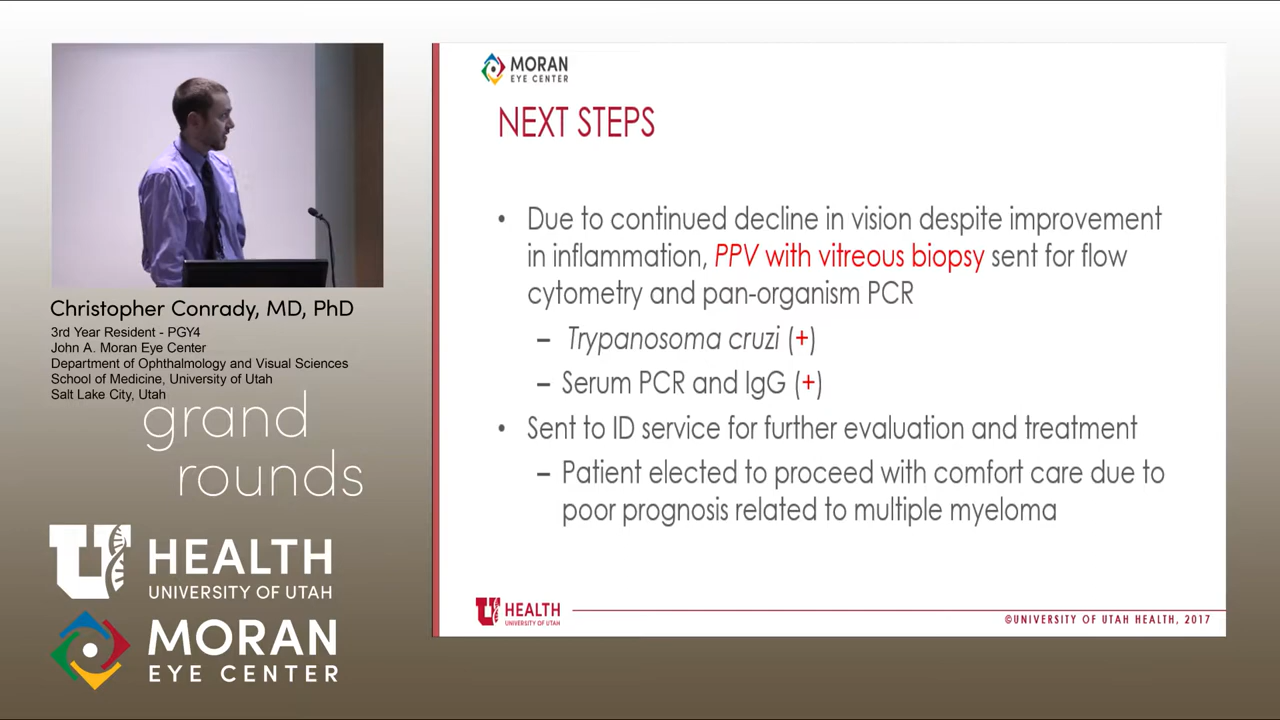 Christopher Conrady, MD, PhD
3rd Year Resident - PGY4
John A. Moran Eye Center
Department of Ophthalmology and Visual Sciences
School of Medicine, University of Utah
Salt Lake City, Utah
grand
rounds
U HEALTH
UNIVERSITY OF UTAH
MORAN
EYE CENTER
MORAN
EYE CENTER
NEXT STEPS
• Due to continued decline in vision despite improvement
in inflammation, PPV with vitreous biopsy sent for flow
cytometry and pan-organism PCR
– Trypanosoma cruzi (+)
– Serum PCR and IgG (+)
• Sent to ID service for further evaluation and treatment
– Patient elected to proceed with comfort care due to
poor prognosis related to multiple myeloma
U HEALTH
UNIVERSITY OF UTAH
©UNIVERSITY OF UTAH HEALTH, 2017